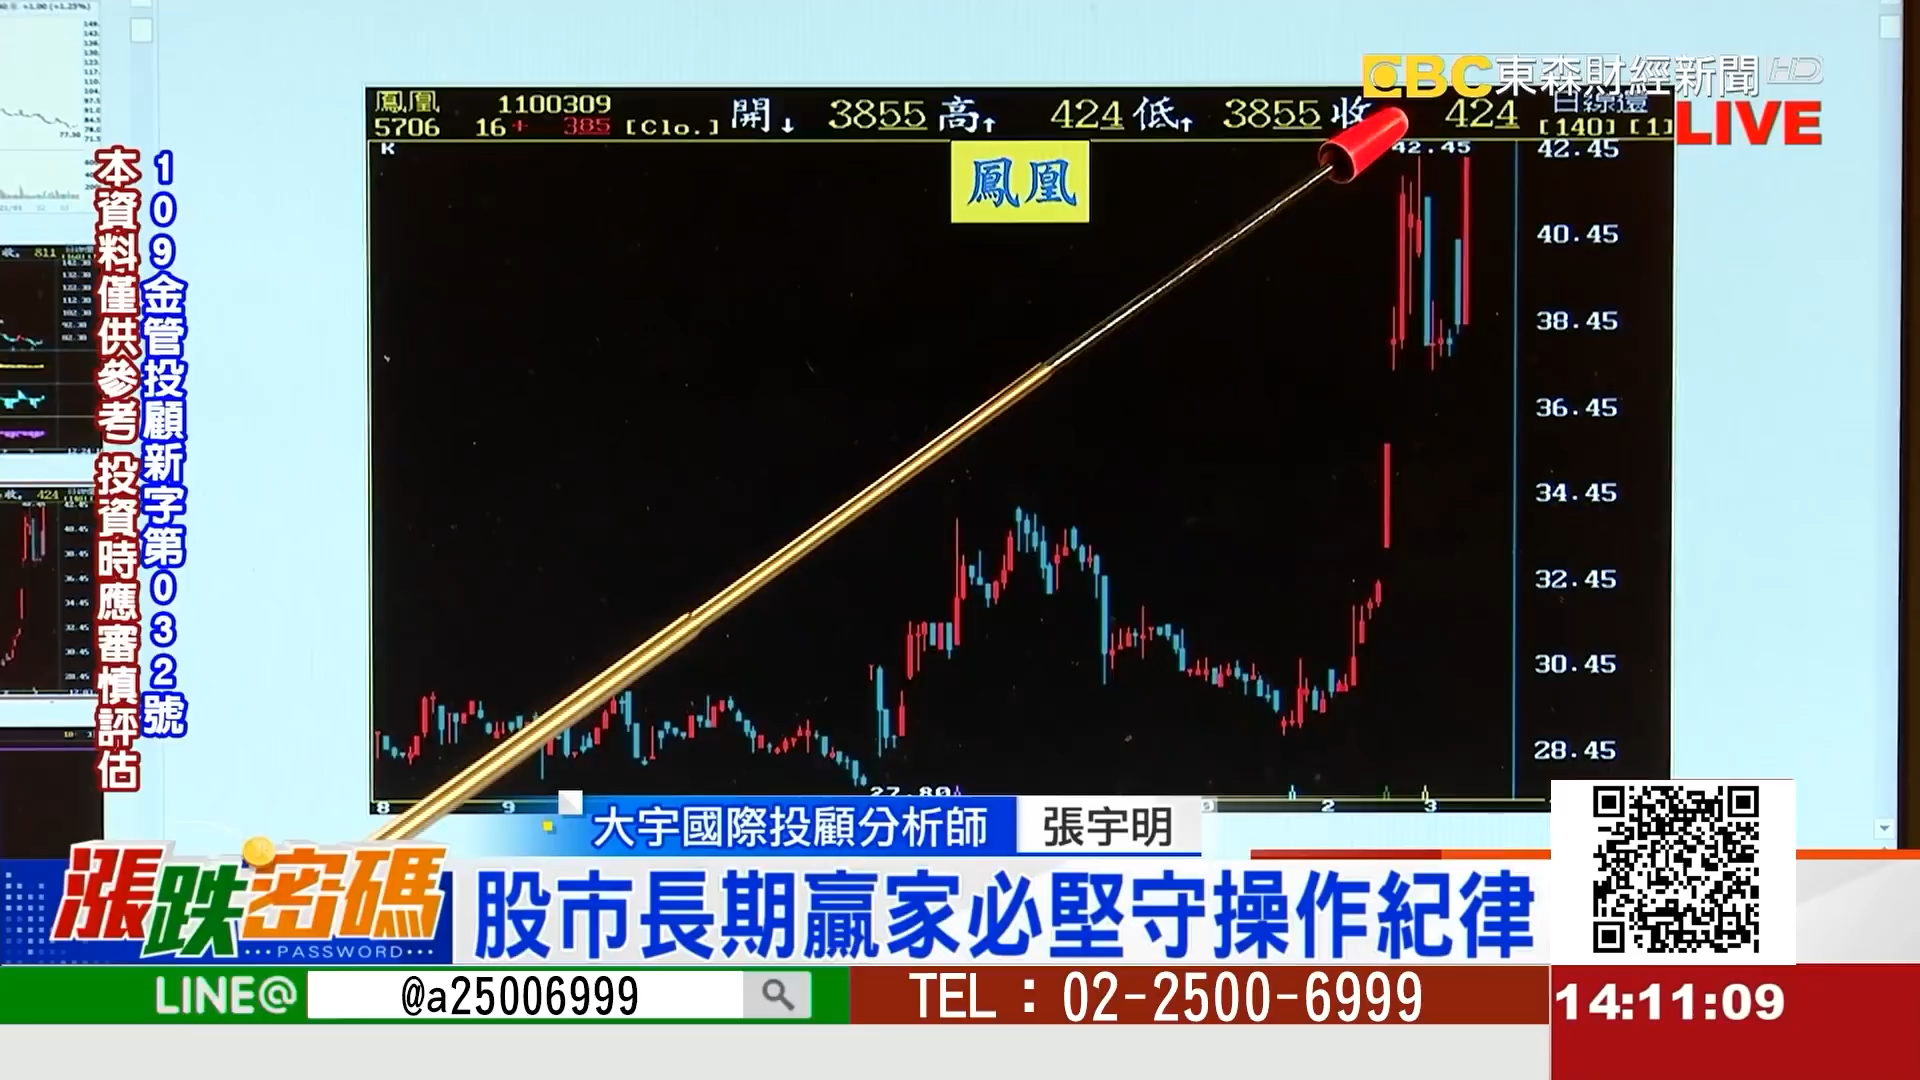 EBC東森財經新聞 HD
LIVE
鳳凰 1100309 開↓ 3855 高↑ 424 低↑ 3855 收 424 日線還
5706 16+ 385 [Clo.] [140] [1]
K
鳳凰
42.45
42.45
40.45
38.45
36.45
34.45
32.45
30.45
28.45
27.80
8 9 2 3
109金管投顧新字第032號
本資料僅供參考 投資時應審慎評估
大宇國際投顧分析師 張宇明
漲跌密碼
PASSWORD
股市長期贏家必堅守操作紀律
LINE@ @a25006999
TEL：02-2500-6999
14:11:09